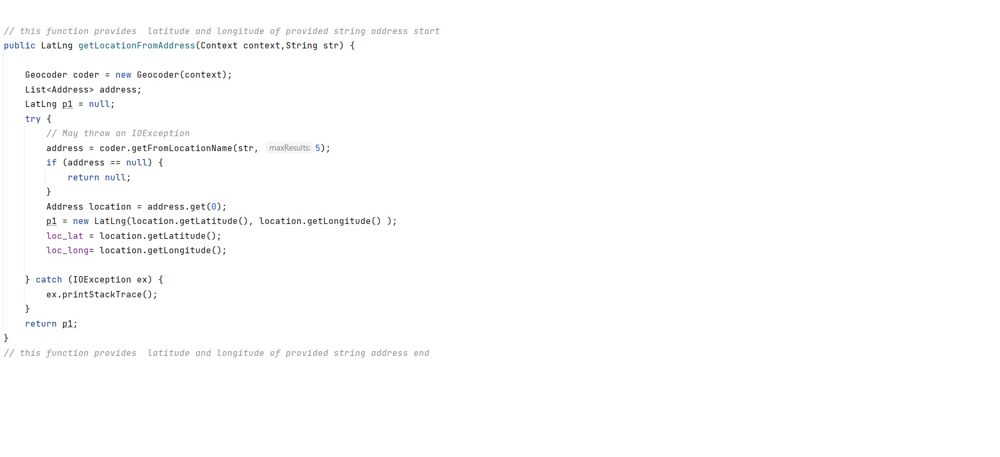 // this function provides  latitude and longitude of provided string address start
public LatLng getLocationFromAddress(Context context,String str) {
Geocoder coder = new Geocoder(context);
List<Address> address;
LatLng p1 = null;
try {
// May throw an IOException
address = coder.getFromLocationName(str, maxResults: 5);
if (address == null) {
return null;
}
Address location = address.get(0);
p1 = new LatLng(location.getLatitude(), location.getLongitude() );
loc_lat = location.getLatitude();
loc_long= location.getLongitude();
} catch (IOException ex) {
ex.printStackTrace();
}
return p1;
}
// this function provides  latitude and longitude of provided string address end